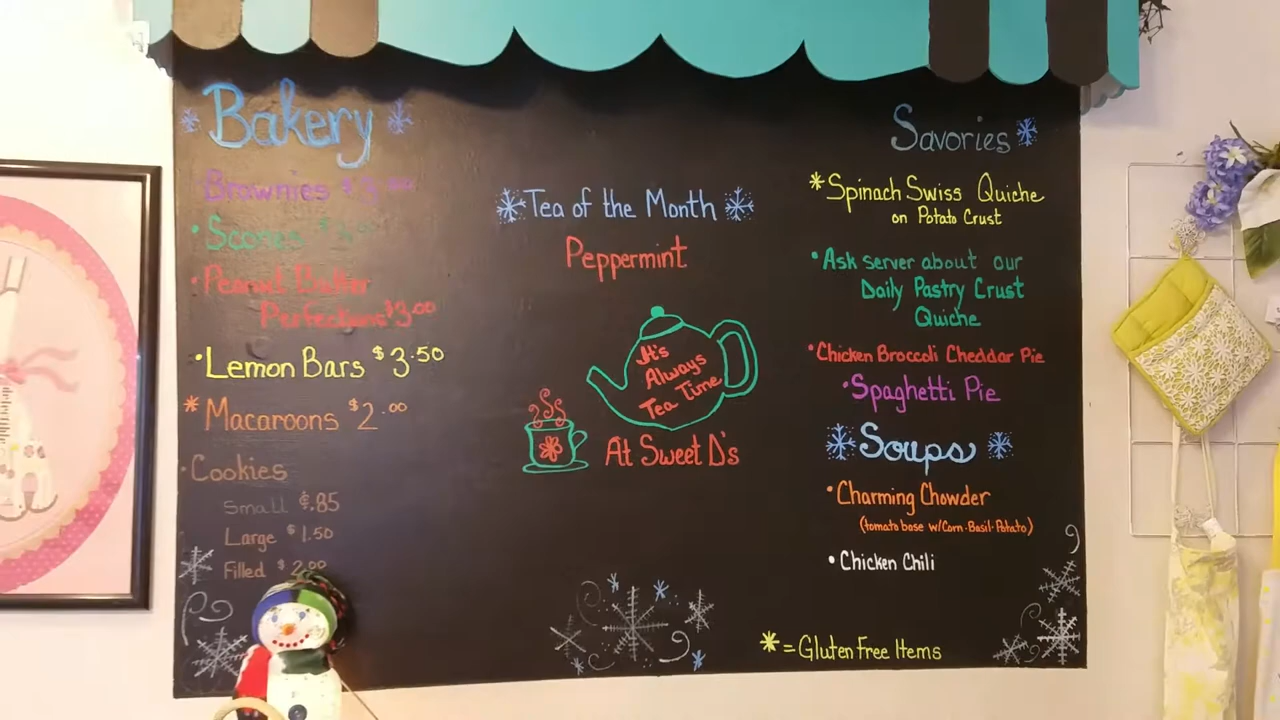 Bakery
Brownies $3.00
• Scones $
• Peanut Butter
Perfections $3.00
• Lemon Bars $3.50
* Macaroons $2.00
• Cookies
Small ¢.85
Large $1.50
Filled $2.00
Tea of the Month
Peppermint
It's
Always
Tea Time
At Sweet D's
Savories
* Spinach Swiss Quiche
on Potato Crust
• Ask server about our
Daily Pastry Crust
Quiche
• Chicken Broccoli Cheddar Pie
• Spaghetti Pie
Soups
• Charming Chowder
(tomato base w/Corn-Basil-Potato)
• Chicken Chili
* = Gluten Free Items